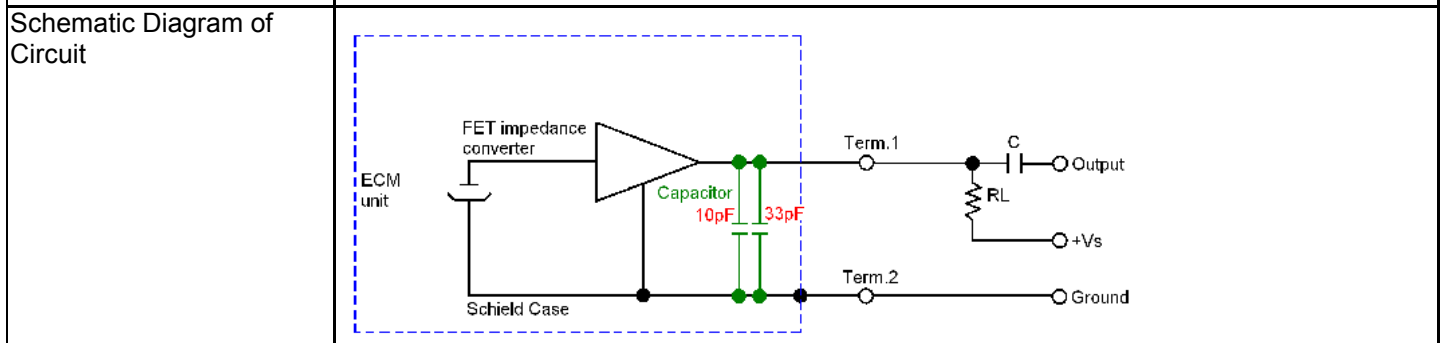 Schematic Diagram of
Circuit
FET impedance
converter
ECM
unit
Capacitor
10pF
33pF
Schield Case
Term.1
C
Output
RL
+Vs
Term.2
Ground